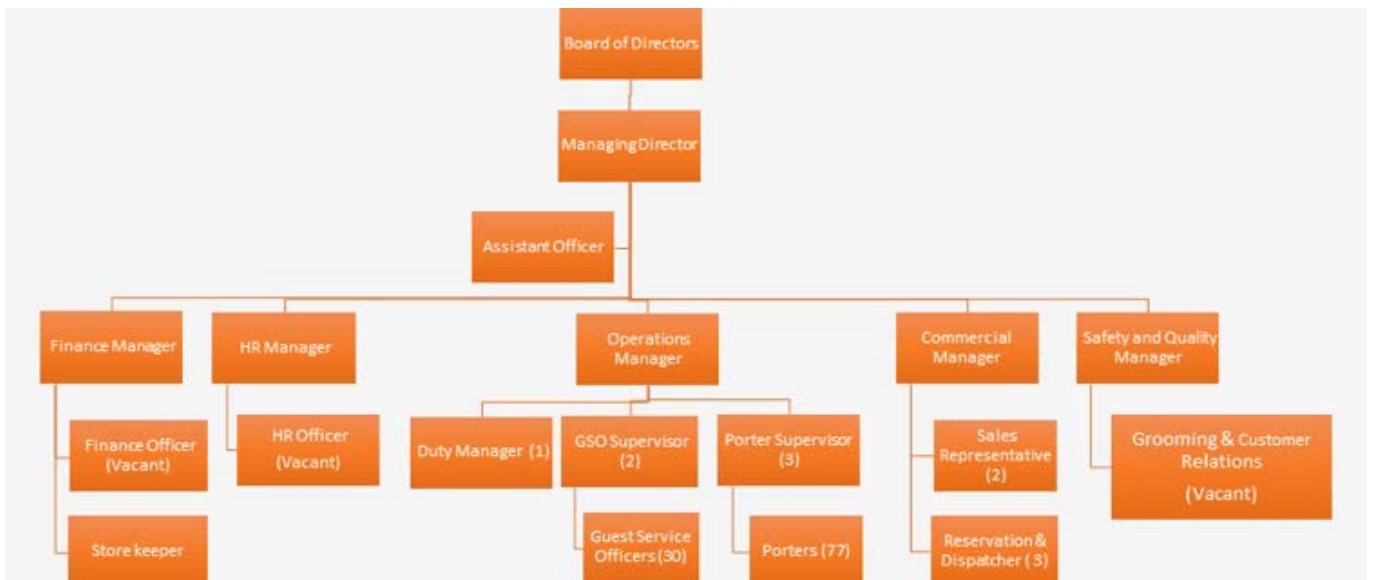 Board of Directors
Managing Director
Assistant Officer
Finance Manager
HR Manager
Operations
Manager
Commercial
Manager
Safety and Quality
Manager
Finance Officer
(Vacant)
HR Officer
(Vacant)
Duty Manager (1)
GSO Supervisor
(2)
Porter Supervisor
(3)
Sales
Representative
(2)
Grooming & Customer
Relations
(Vacant)
Store keeper
Guest Service
Officers (30)
Porters (77)
Reservation &
Dispatcher ( 3)